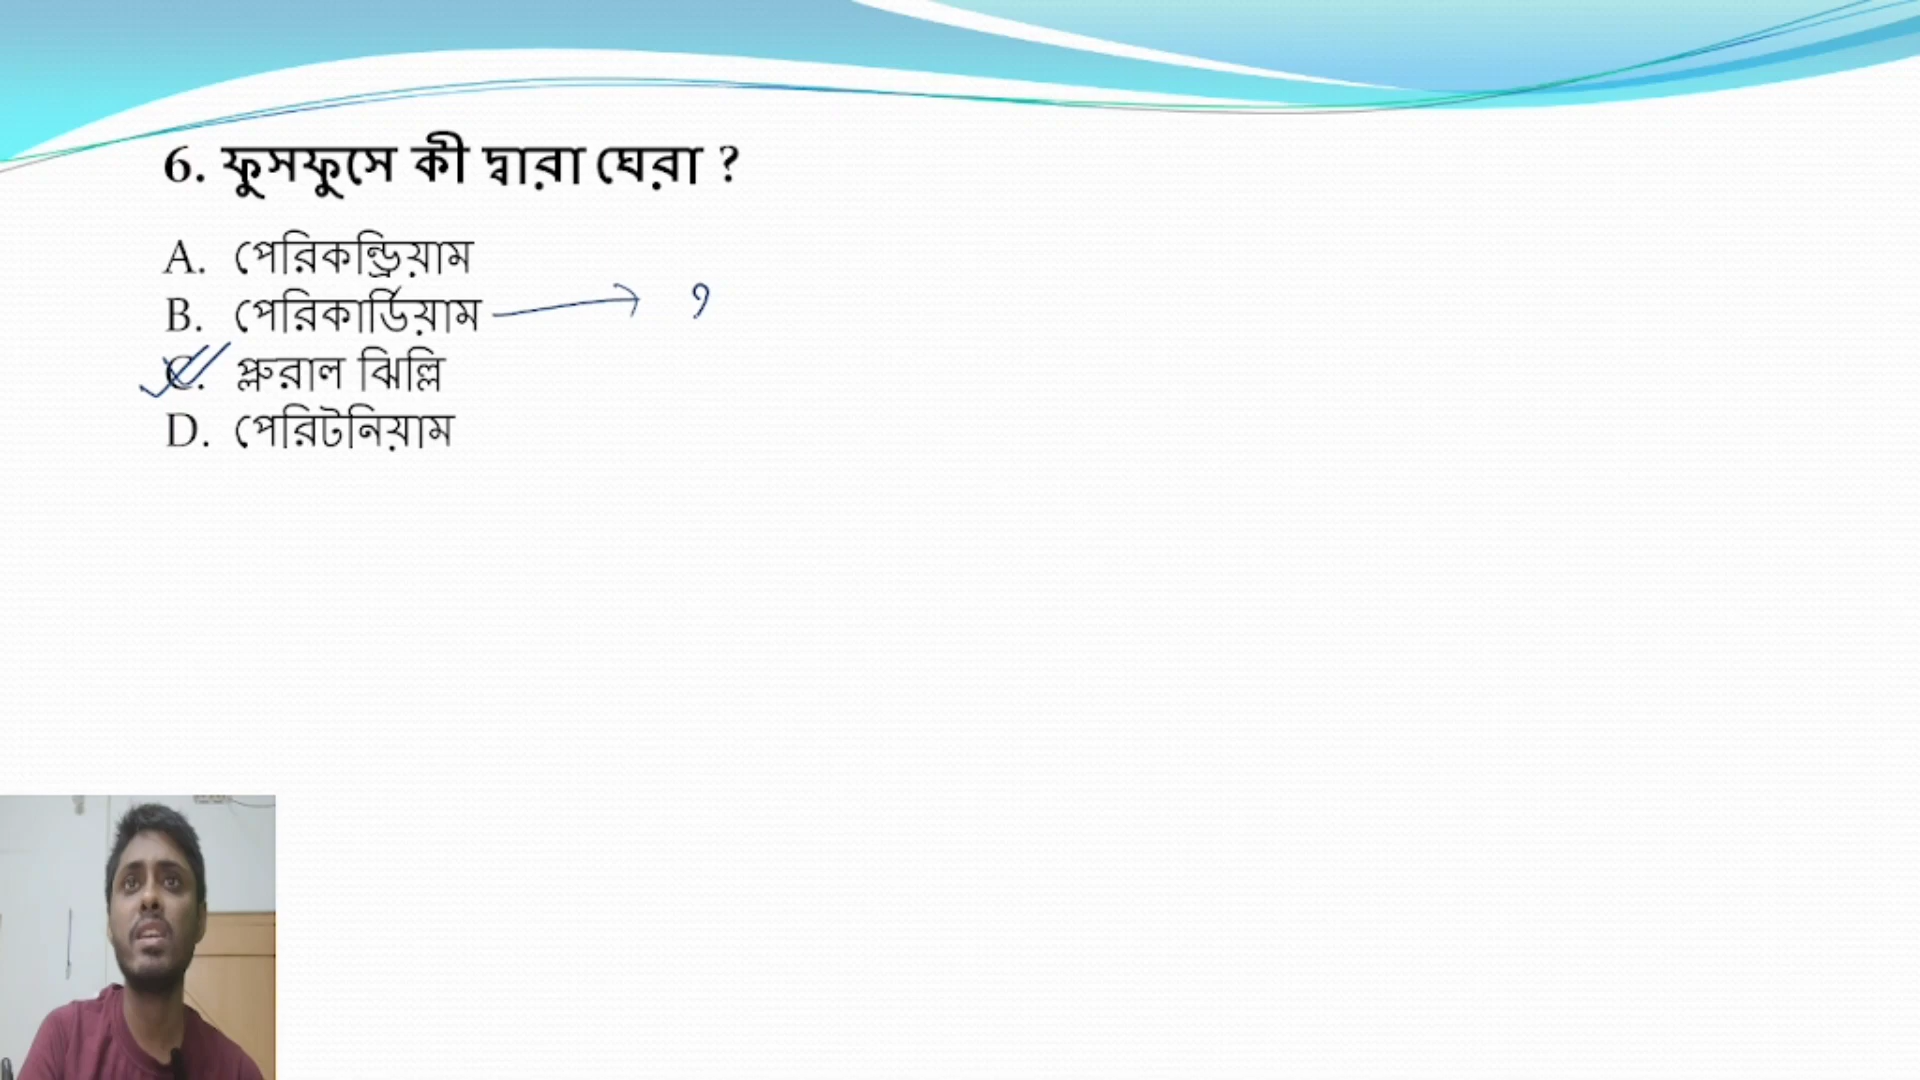 6. ফুসফুসে কী দ্বারা ঘেরা ?
A. পেরিকন্ড্রিয়াম
B. পেরিকার্ডিয়াম
C. প্লুরাল ঝিল্লি
D. পেরিটনিয়াম